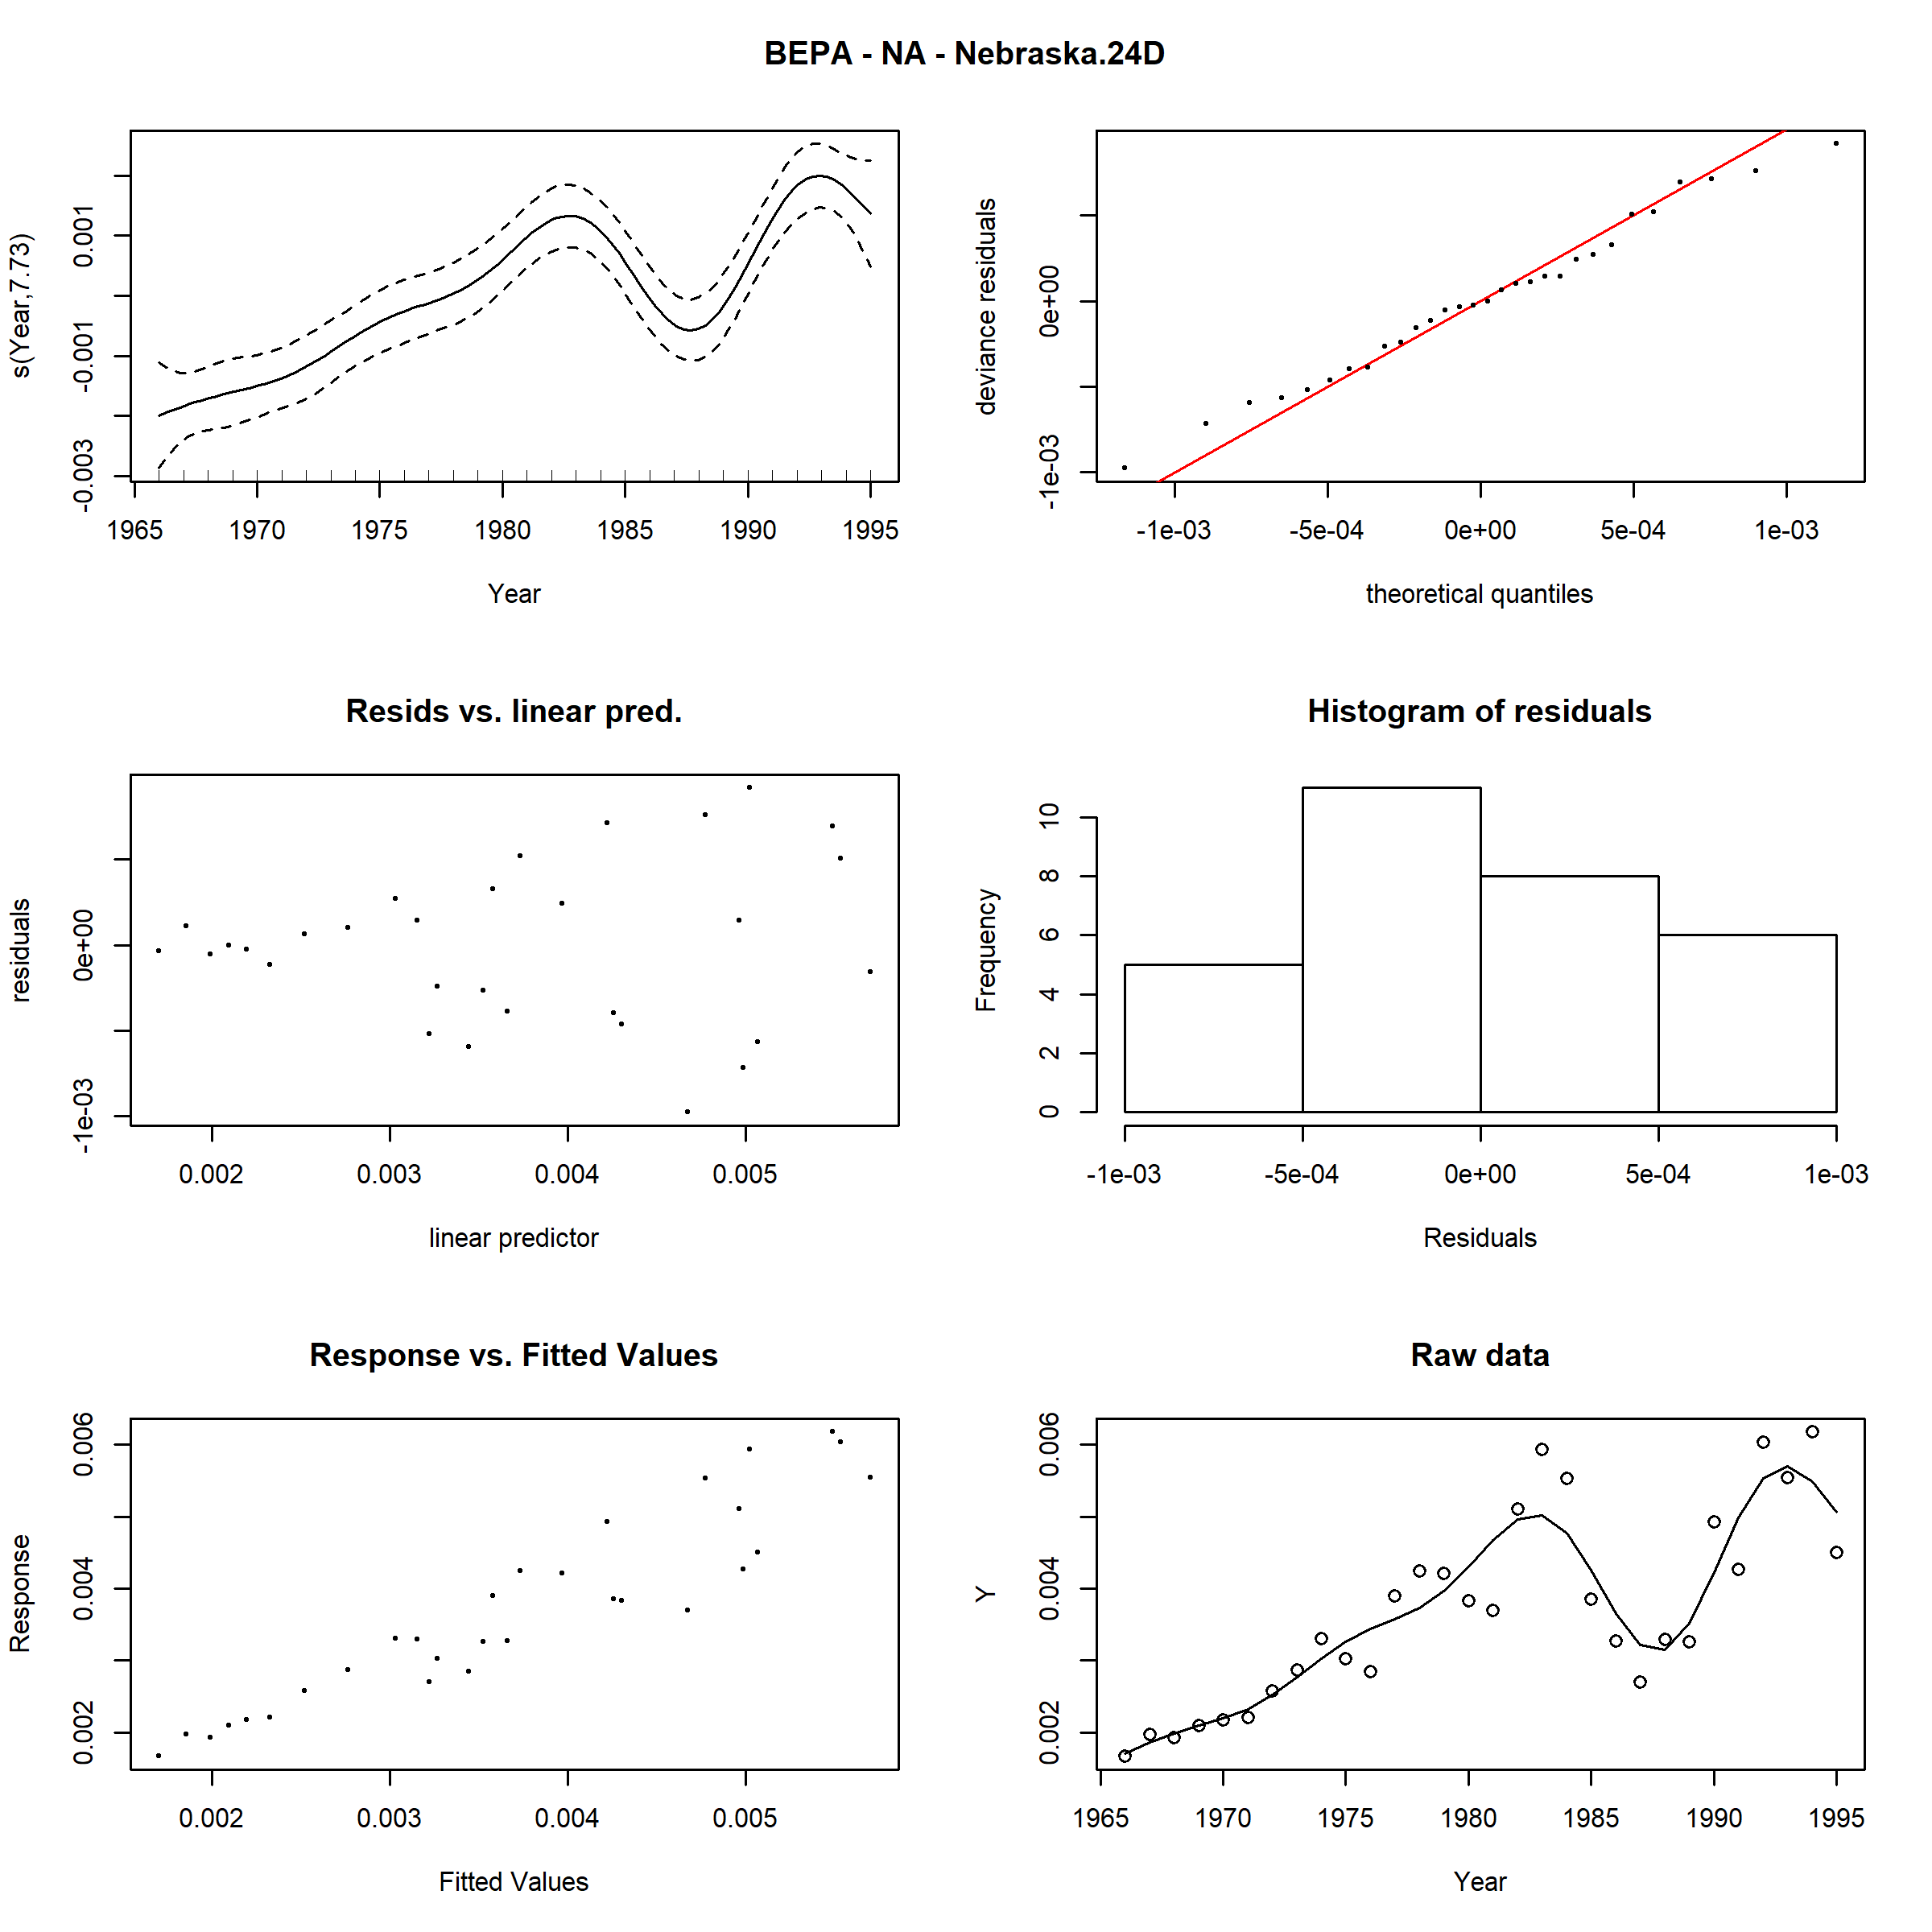 BEPA - NA - Nebraska.24D
s(Year,7.73)
-0.003 -0.001 0.001
1965 1970 1975 1980 1985 1990 1995
Year
deviance residuals
-1e-03 0e+00
-1e-03 -5e-04 0e+00 5e-04 1e-03
theoretical quantiles
Resids vs. linear pred.
residuals
-1e-03 0e+00
0.002 0.003 0.004 0.005
linear predictor
Histogram of residuals
Frequency
0 2 4 6 8 10
-1e-03 -5e-04 0e+00 5e-04 1e-03
Residuals
Response vs. Fitted Values
Response
0.002 0.004 0.006
0.002 0.003 0.004 0.005
Fitted Values
Raw data
Y
0.002 0.004 0.006
1965 1970 1975 1980 1985 1990 1995
Year